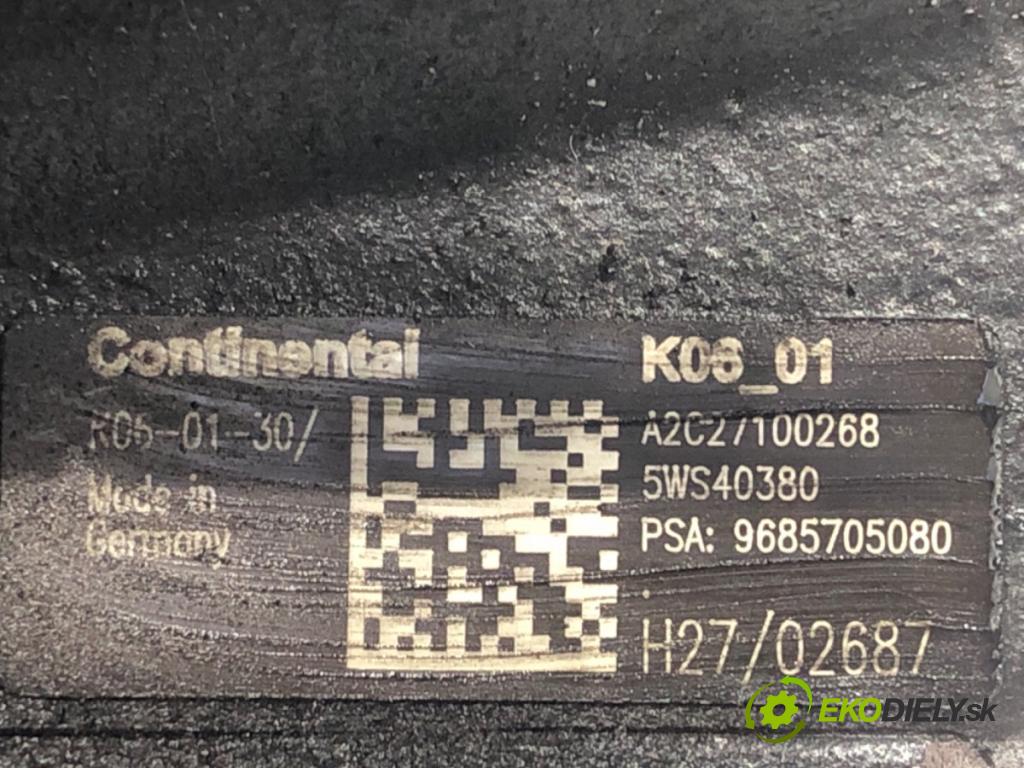 Continental
K06_01
R06-01-30/
A2C27100268
Made in
5WS40380
Germany
PSA: 9685705080
H27/02687
EKODIELY.sk